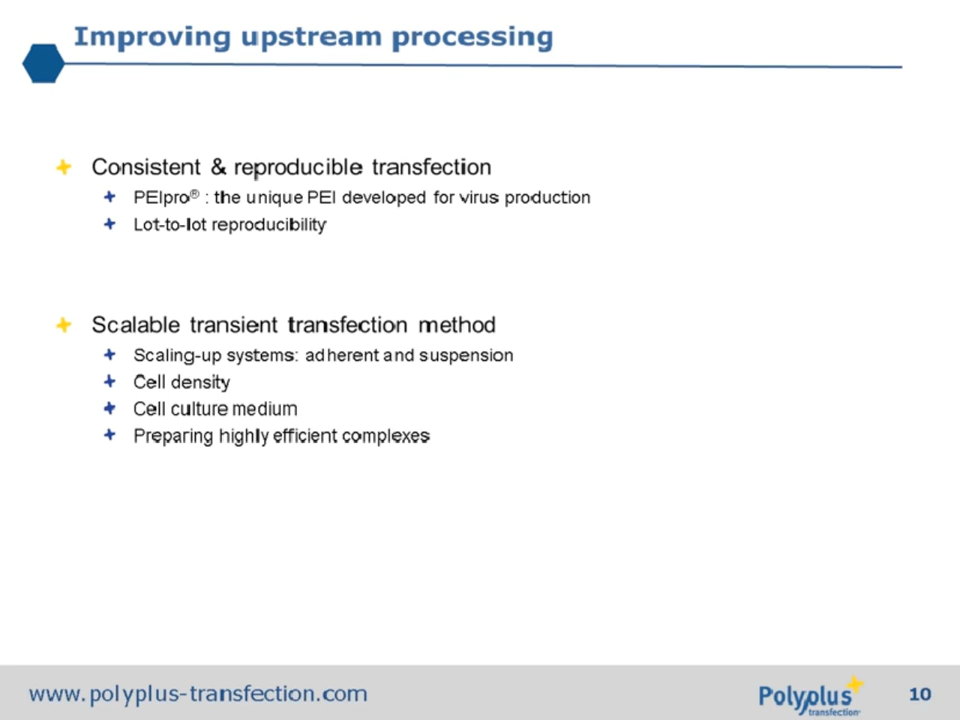 Improving upstream processing
Consistent & reproducible transfection
PEIpro® : the unique PEI developed for virus production
Lot-to-lot reproducibility
Scalable transient transfection method
Scaling-up systems: adherent and suspension
Cell density
Cell culture medium
Preparing highly efficient complexes
www.polyplus-transfection.com
Polyplus
transfection
10